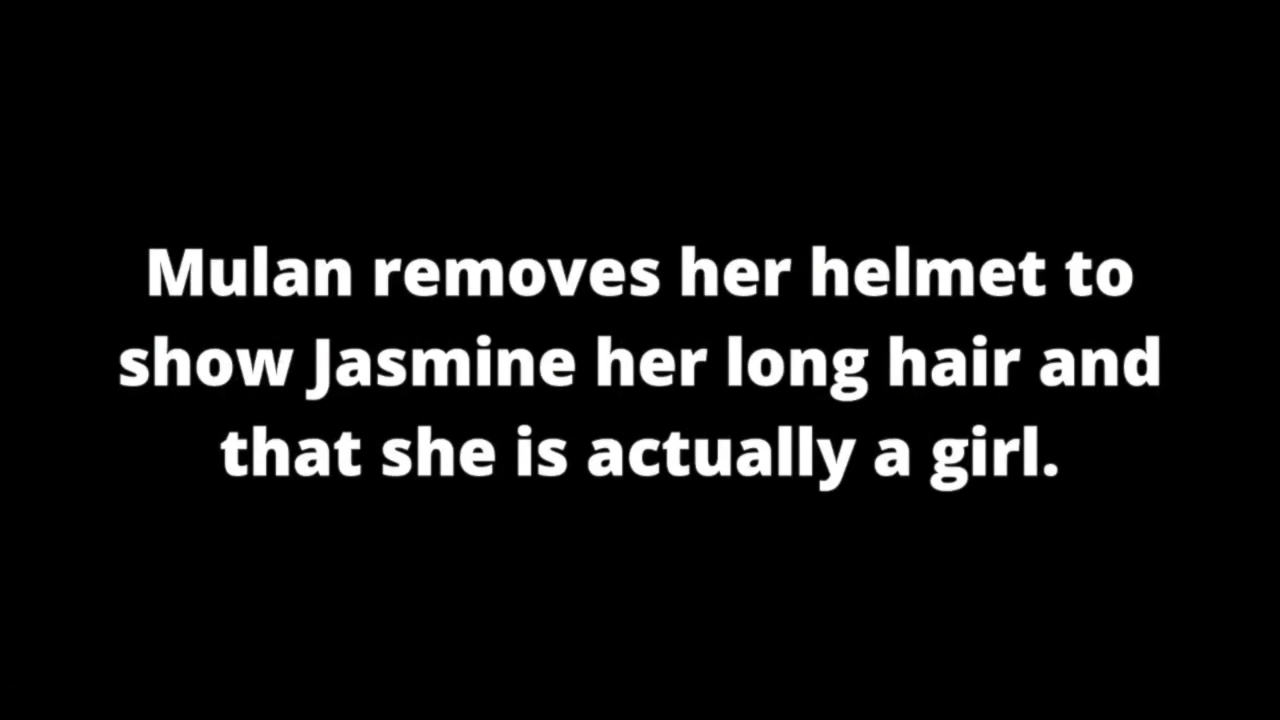 Mulan removes her helmet to
show Jasmine her long hair and
that she is actually a girl.